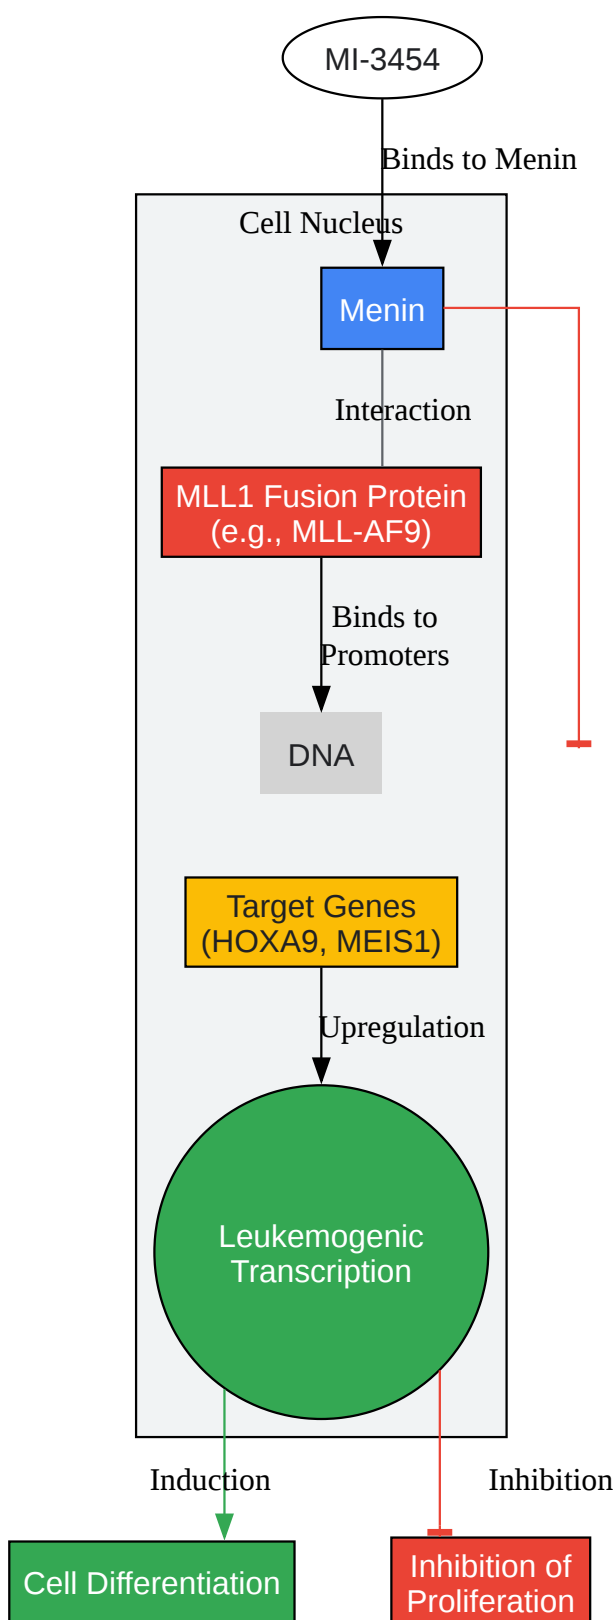 MI-3454
Binds to Menin
Cell Nucleus
Menin
Interaction
MLL1 Fusion Protein
(e.g., MLL-AF9)
Binds to
Promoters
DNA
Target Genes
(HOXA9, MEIS1)
Upregulation
Leukemogenic
Transcription
Induction
Inhibition
Cell Differentiation
Inhibition of
Proliferation